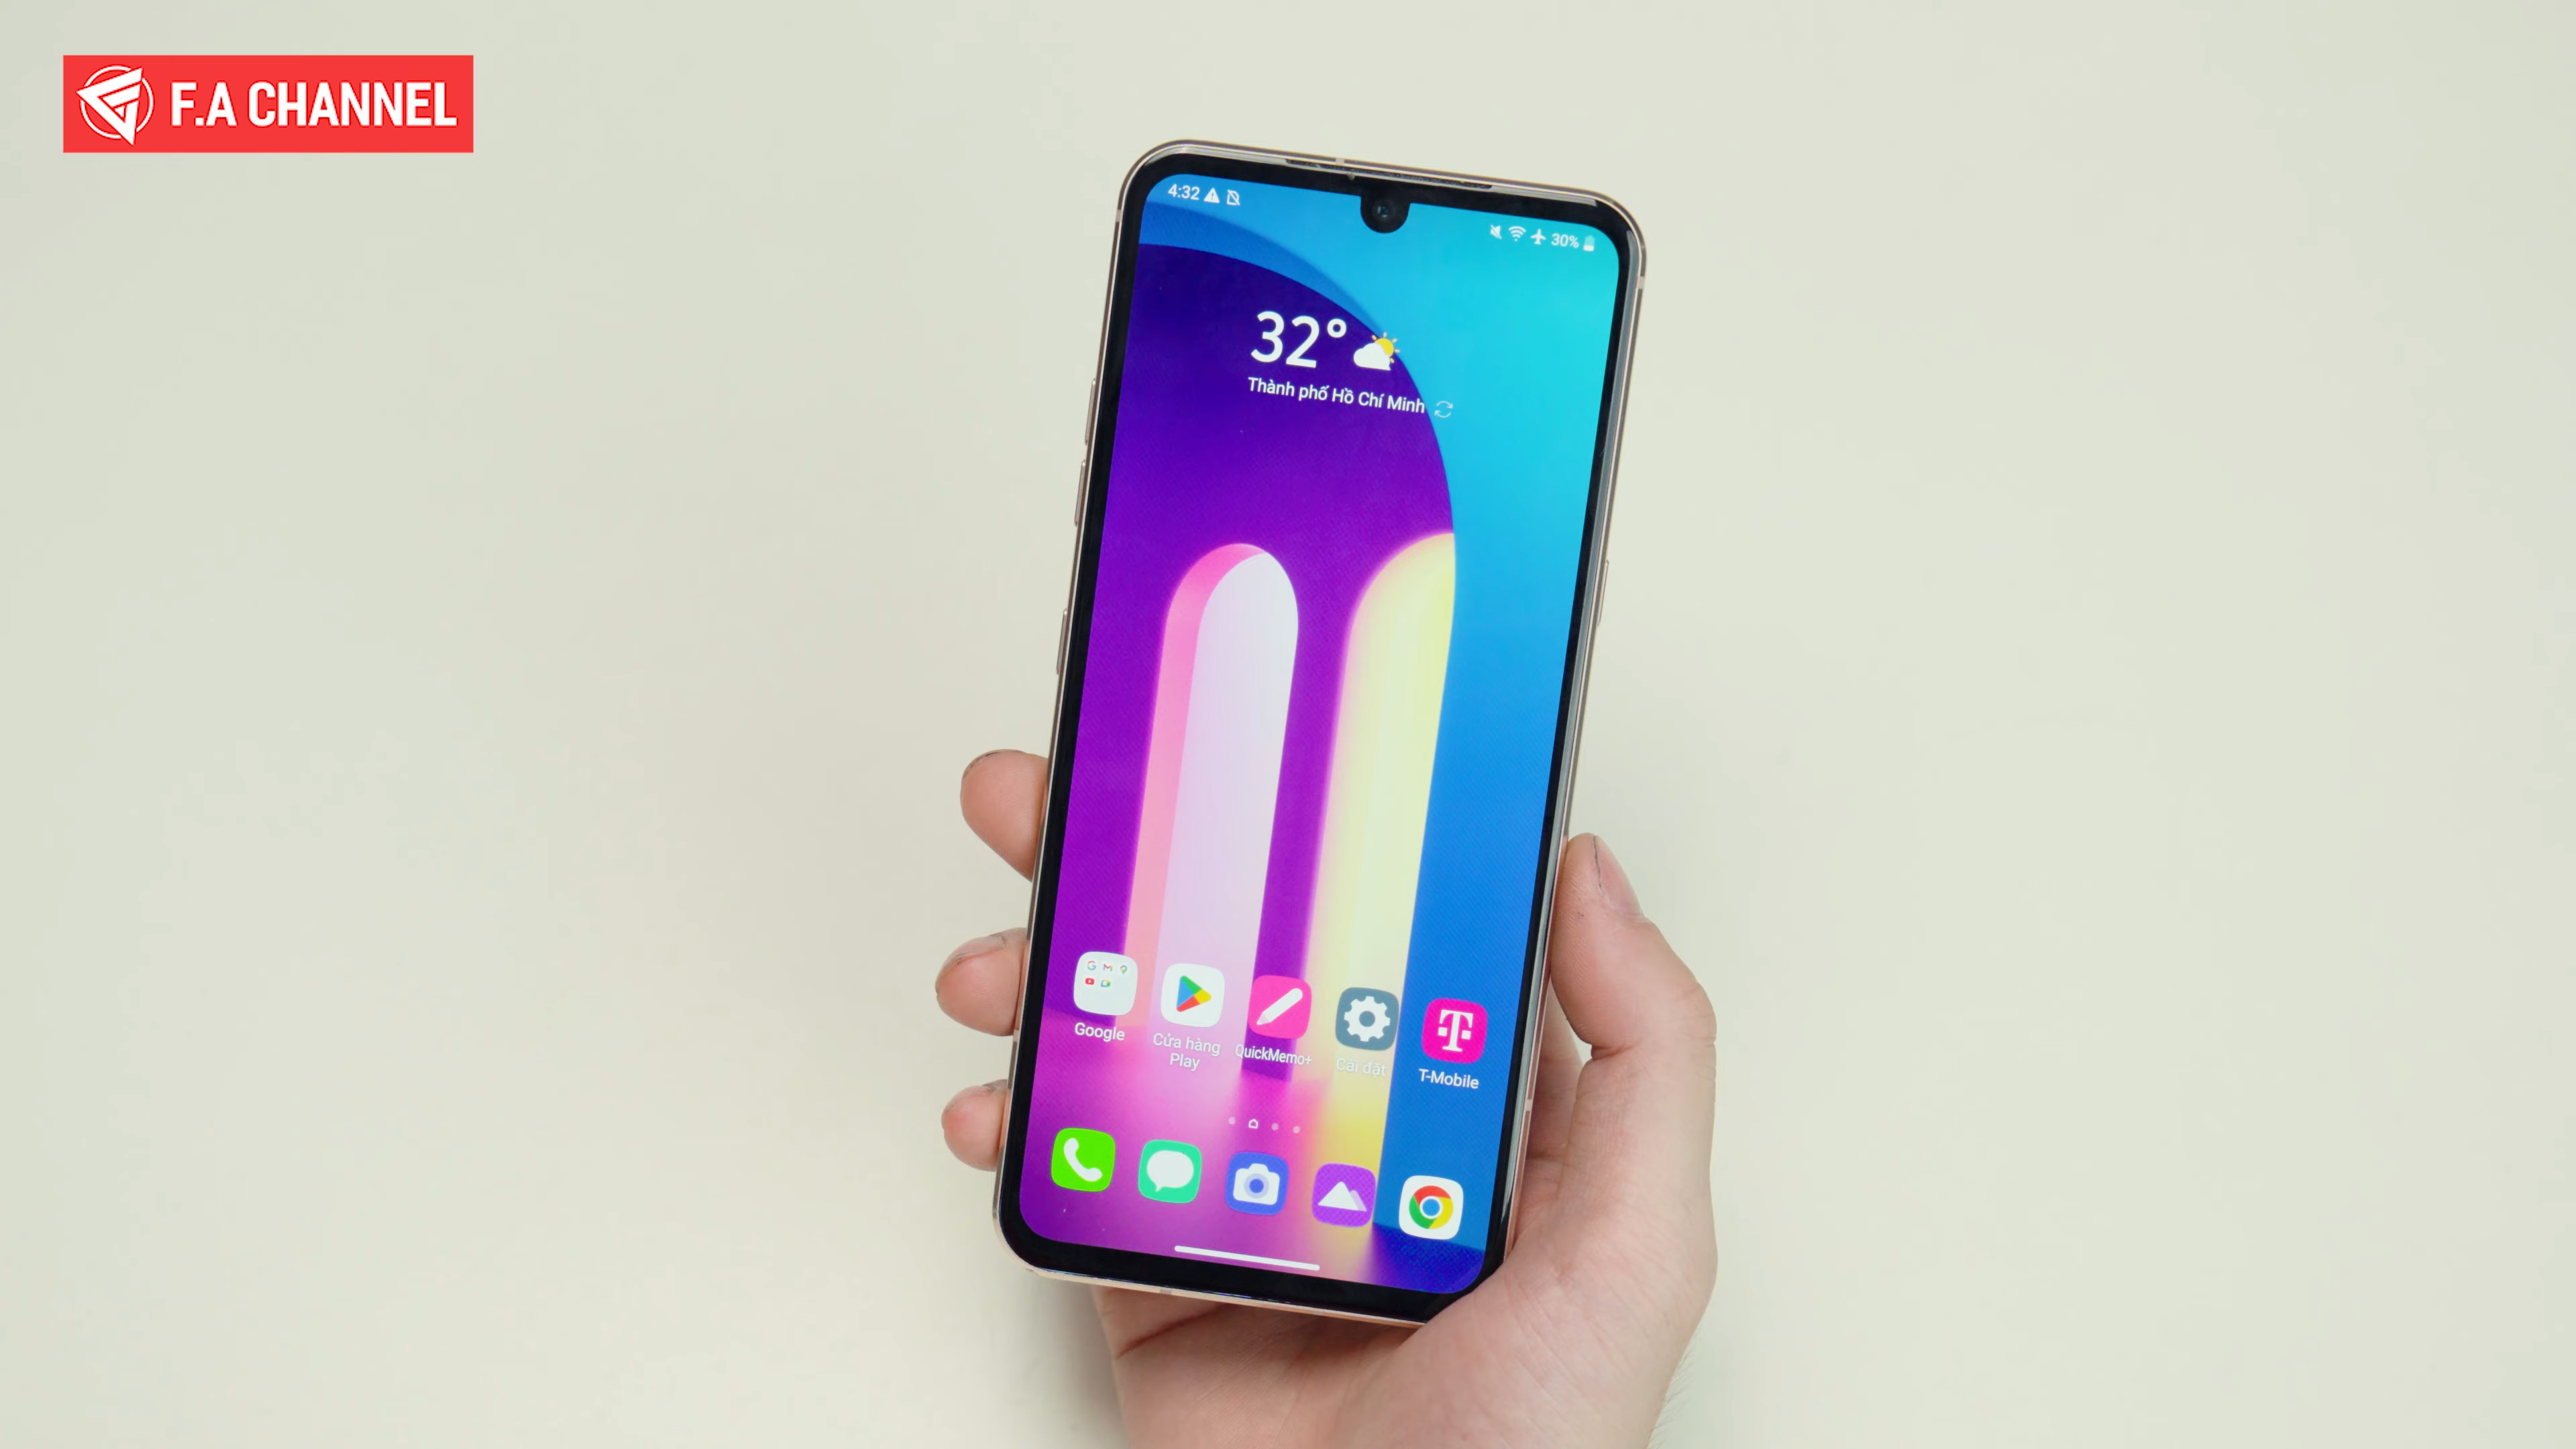 F.A CHANNEL
4:32
30%
32°
Thành phố Hồ Chí Minh
Google
Cửa hàng
Play
QuickMemo+
Cài đặt
T-Mobile